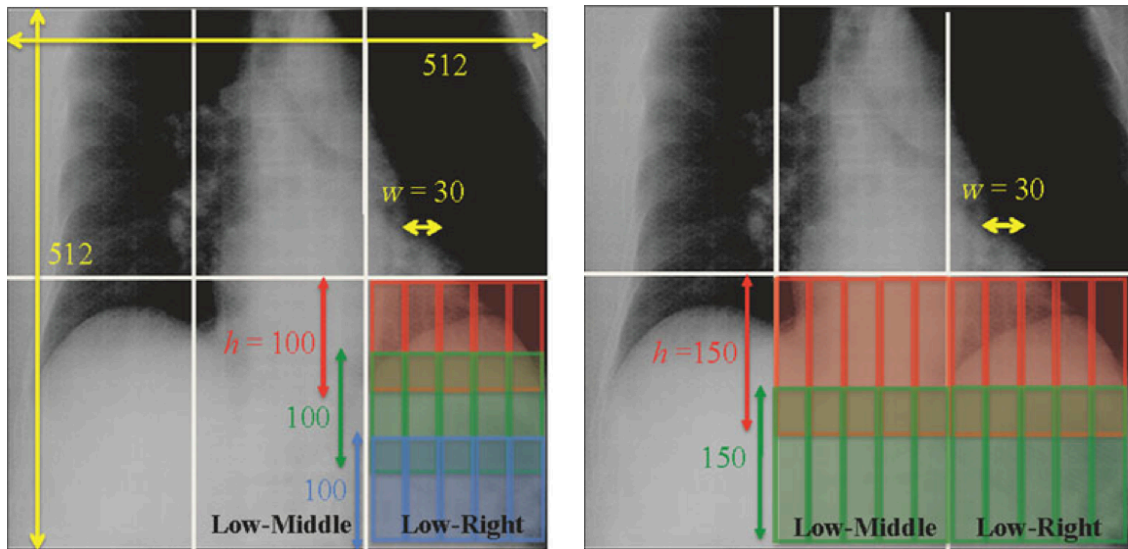 512
w = 30
512
h = 100
100
100
Low-Middle
Low-Right
w = 30
h =150
150
Low-Middle
Low-Right